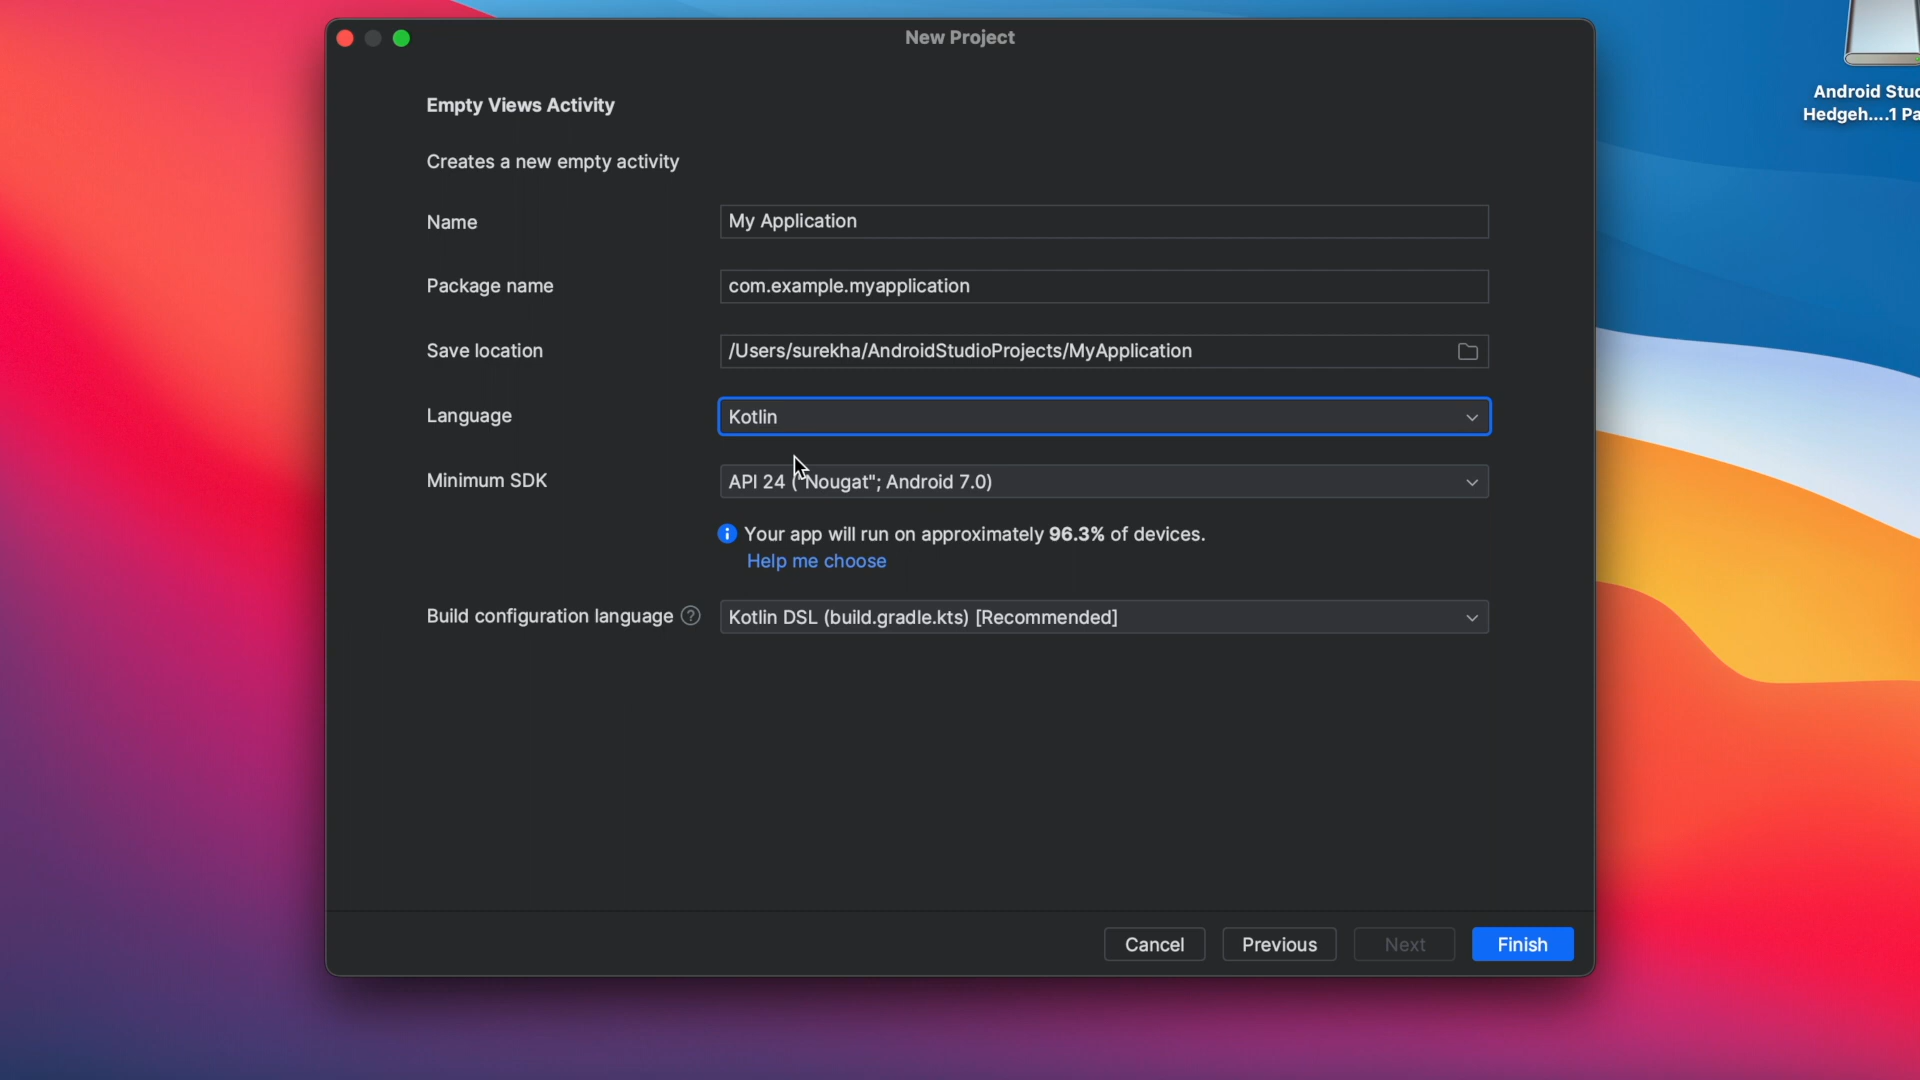 New Project
Android Stu
Hedgeh....1 Pa
Empty Views Activity
Creates a new empty activity
Name
My Application
Package name
com.example.myapplication
Save location
/Users/surekha/AndroidStudioProjects/MyApplication
Language
Kotlin
Minimum SDK
API 24 ("Nougat"; Android 7.0)
Your app will run on approximately 96.3% of devices.
Help me choose
Build configuration language ?
Kotlin DSL (build.gradle.kts) [Recommended]
Cancel
Previous
Next
Finish